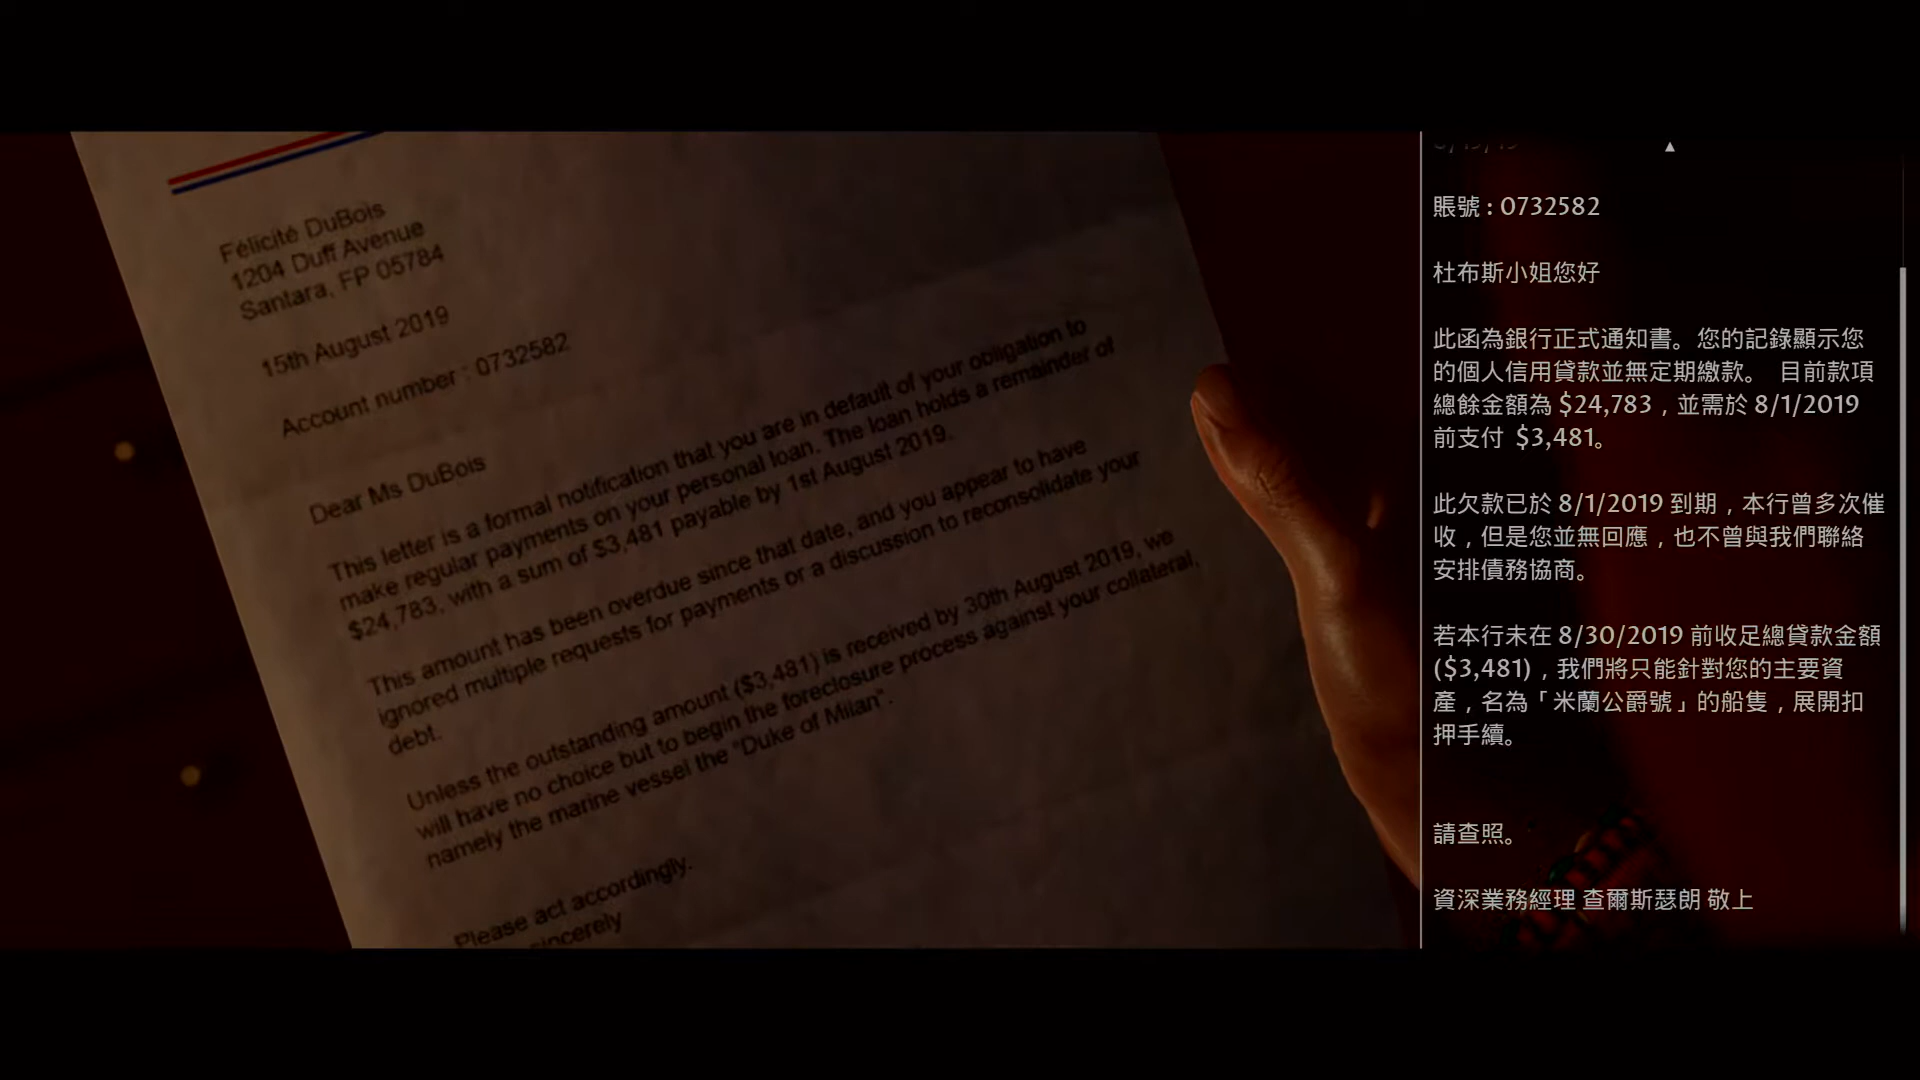 Félicité DuBois
1204 Duff Avenue
Santara, FP 05784
15th August 2019
Account number : 0732582
Dear Ms DuBois
This letter is a formal notification that you are in default of your obligation to
make regular payments on your personal loan. The loan holds a remainder of
$24,783, with a sum of $3,481 payable by 1st August 2019.
This amount has been overdue since that date, and you appear to have
ignored multiple requests for payments or a discussion to reconsolidate your
debt.
Unless the outstanding amount ($3,481) is received by 30th August 2019, we
will have no choice but to begin the foreclosure process against your collateral,
namely the marine vessel the "Duke of Milan".
Please act accordingly.
sincerely
賬號 : 0732582
杜布斯小姐您好
此函為銀行正式通知書。您的記錄顯示您
的個人信用貸款並無定期繳款。 目前款項
總餘金額為 $24,783，並需於 8/1/2019
前支付 $3,481。
此欠款已於 8/1/2019 到期，本行曾多次催
收，但是您並無回應，也不曾與我們聯絡
安排債務協商。
若本行未在 8/30/2019 前收足總貸款金額
($3,481)，我們將只能針對您的主要資
產，名為「米蘭公爵號」的船隻，展開扣
押手續。
請查照。
資深業務經理 查爾斯瑟朗 敬上